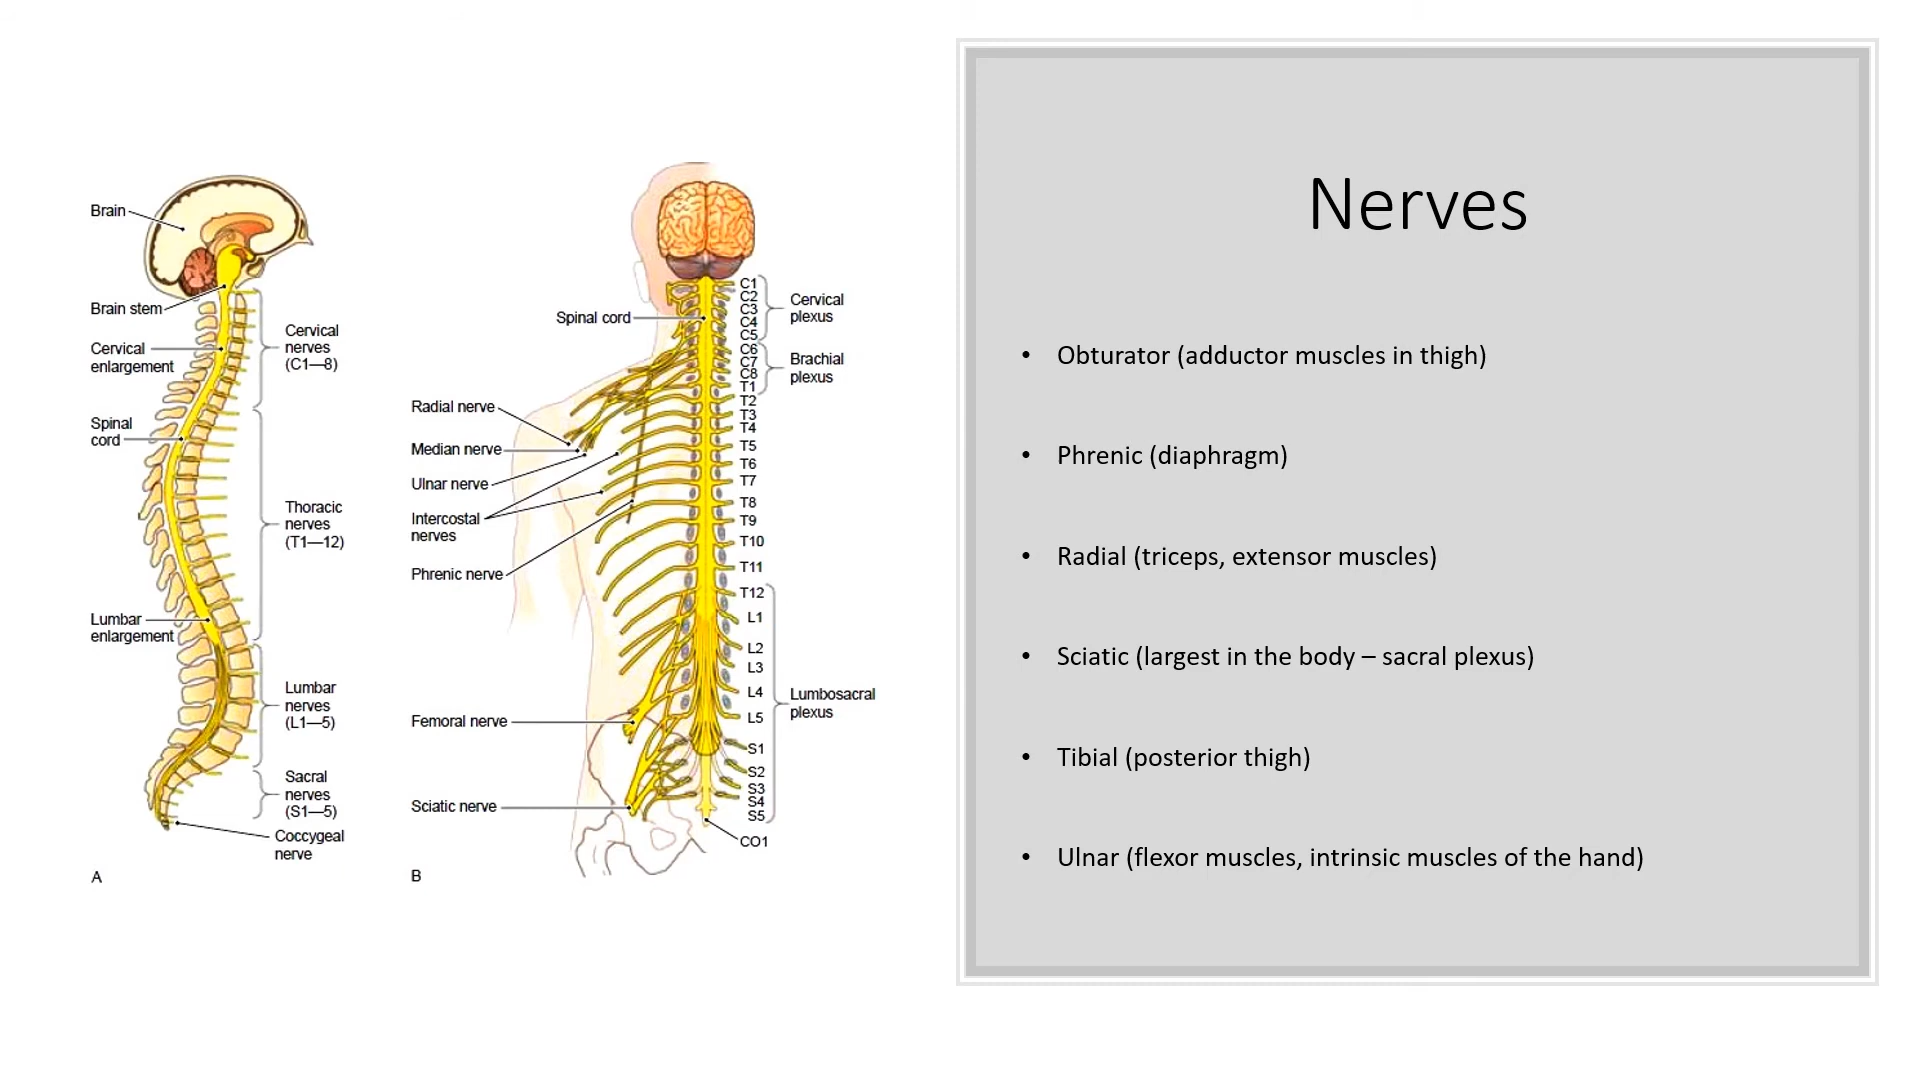 Brain
Brain stem
Cervical
enlargement
Spinal
cord
Lumbar
enlargement
Cervical
nerves
(C1—8)
Thoracic
nerves
(T1—12)
Lumbar
nerves
(L1—5)
Sacral
nerves
(S1—5)
Coccygeal
nerve
A
Spinal cord
Radial nerve
Median nerve
Ulnar nerve
Intercostal
nerves
Phrenic nerve
Femoral nerve
Sciatic nerve
B
C1
C2
C3
C4
C5
C6
C7
C8
T1
T2
T3
T4
T5
T6
T7
T8
T9
T10
T11
T12
L1
L2
L3
L4
L5
S1
S2
S3
S4
S5
CO1
Cervical
plexus
Brachial
plexus
Lumbosacral
plexus
Nerves
• Obturator (adductor muscles in thigh)
• Phrenic (diaphragm)
• Radial (triceps, extensor muscles)
• Sciatic (largest in the body – sacral plexus)
• Tibial (posterior thigh)
• Ulnar (flexor muscles, intrinsic muscles of the hand)